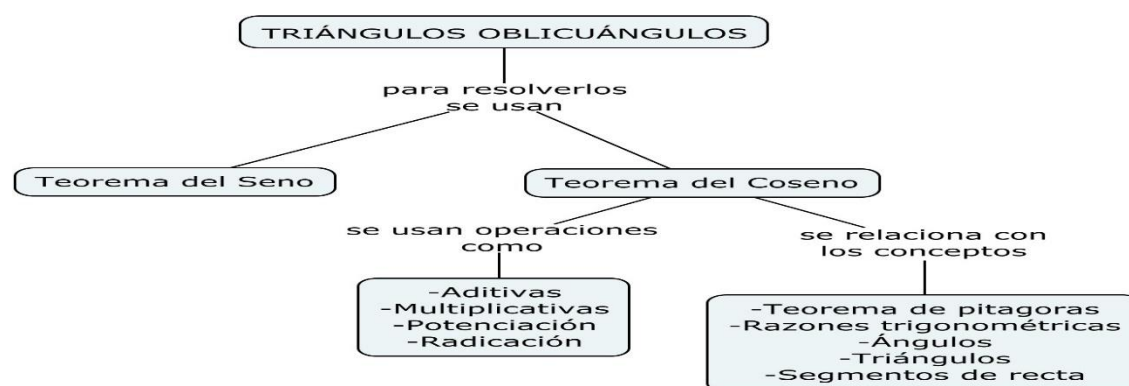 TRIÁNGULOS OBLICUÁNGULOS
para resolverlos
se usan
Teorema del Seno
Teorema del Coseno
se usan operaciones
como
-Aditivas
-Multiplicativas
-Potenciación
-Radicación
se relaciona con
los conceptos
-Teorema de pitagoras
-Razones trigonométricas
-Ángulos
-Triángulos
-Segmentos de recta